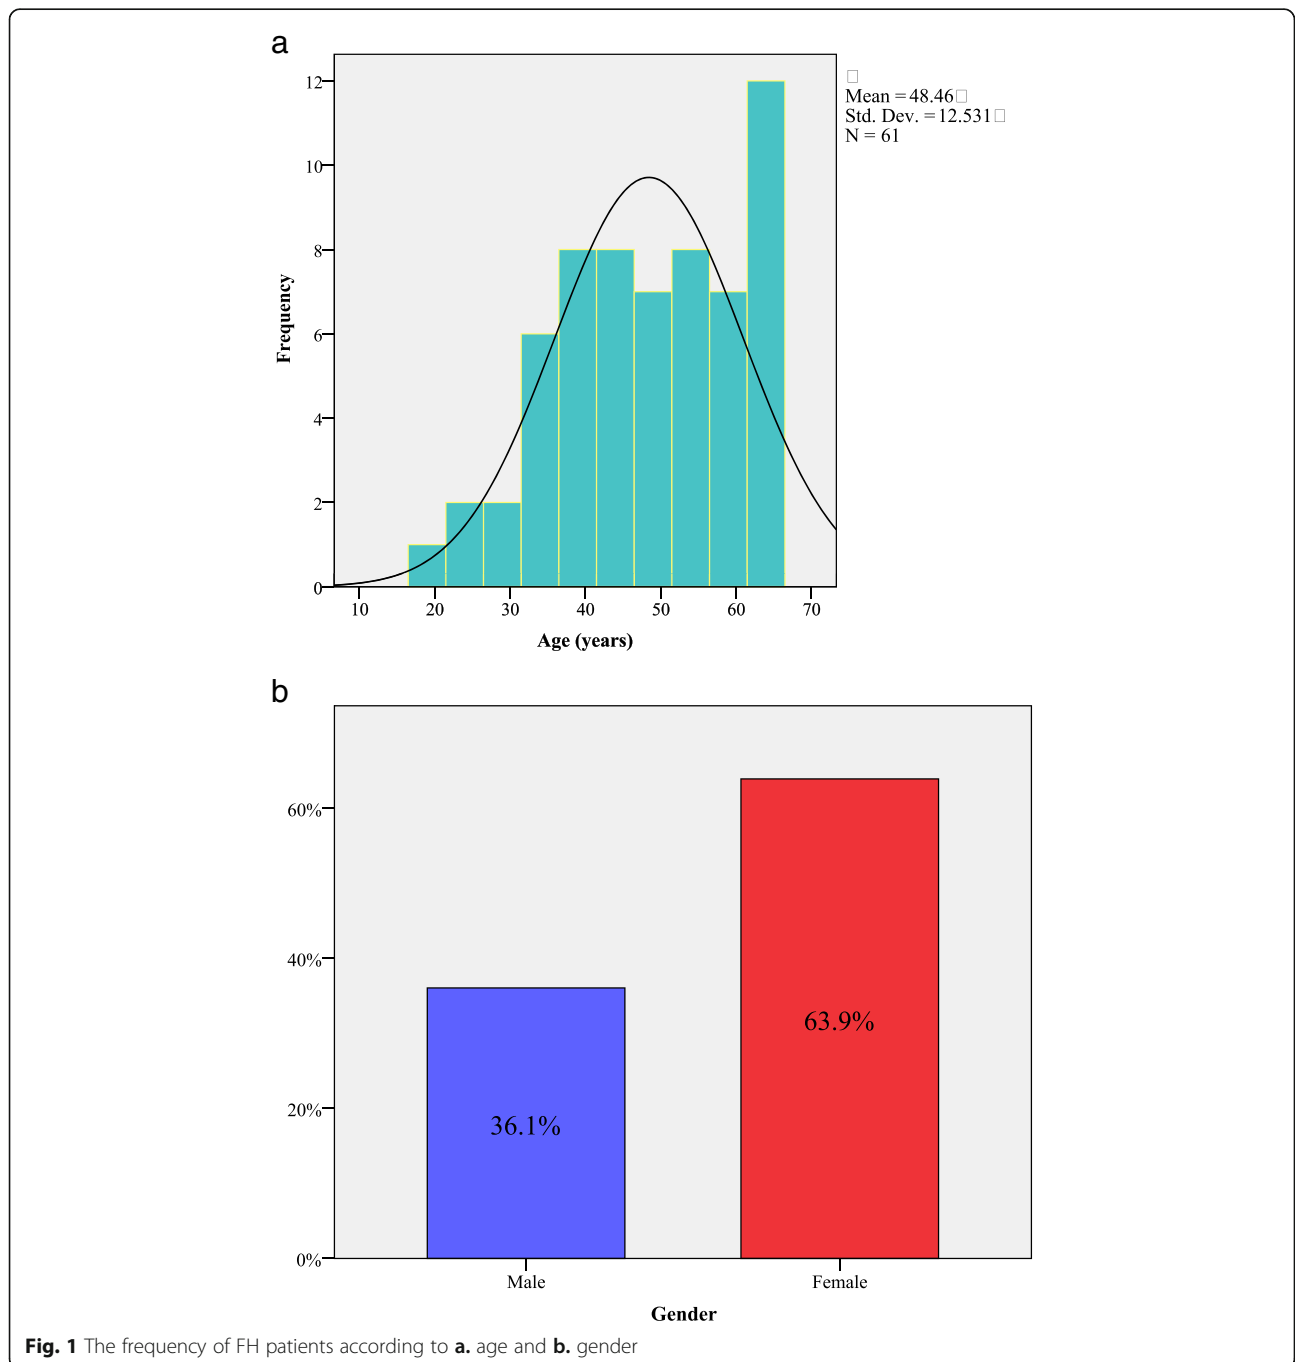 a
Mean = 48.46
Std. Dev. = 12.531
N = 61
12
10
8
6
4
2
0
Frequency
10 20 30 40 50 60 70
Age (years)
b
60%
40%
20%
0%
63.9%
36.1%
Male Female
Gender
Fig. 1 The frequency of FH patients according to a. age and b. gender